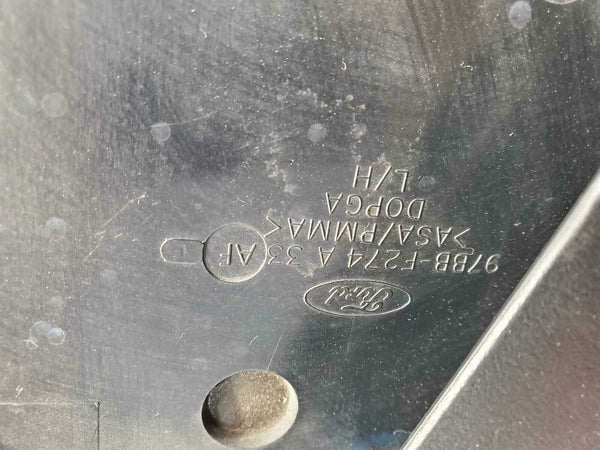 Ford
97BB-F274 A 33 AF
>ASA/PMMA<
DOPGA
L/H